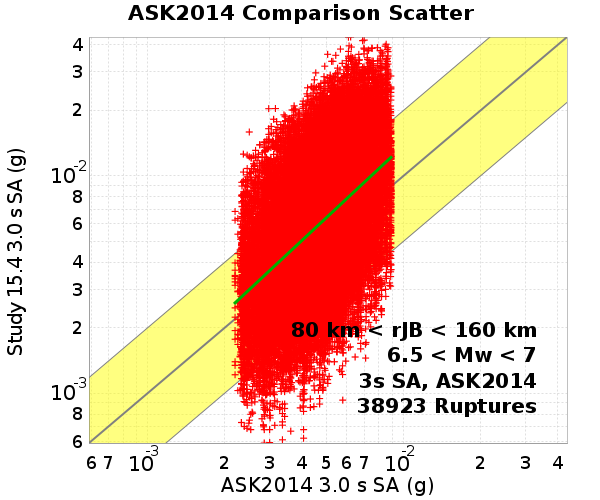 ASK2014 Comparison Scatter
Study 15.4 3.0 s SA (g)
4
3
2
10-2
8
6
4
3
2
10-3
8
6
80 km < rJB < 160 km
6.5 < Mw < 7
3s SA, ASK2014
38923 Ruptures
6 7 10-3 2 3 4 5 6 7 10-2 2 3 4
ASK2014 3.0 s SA (g)